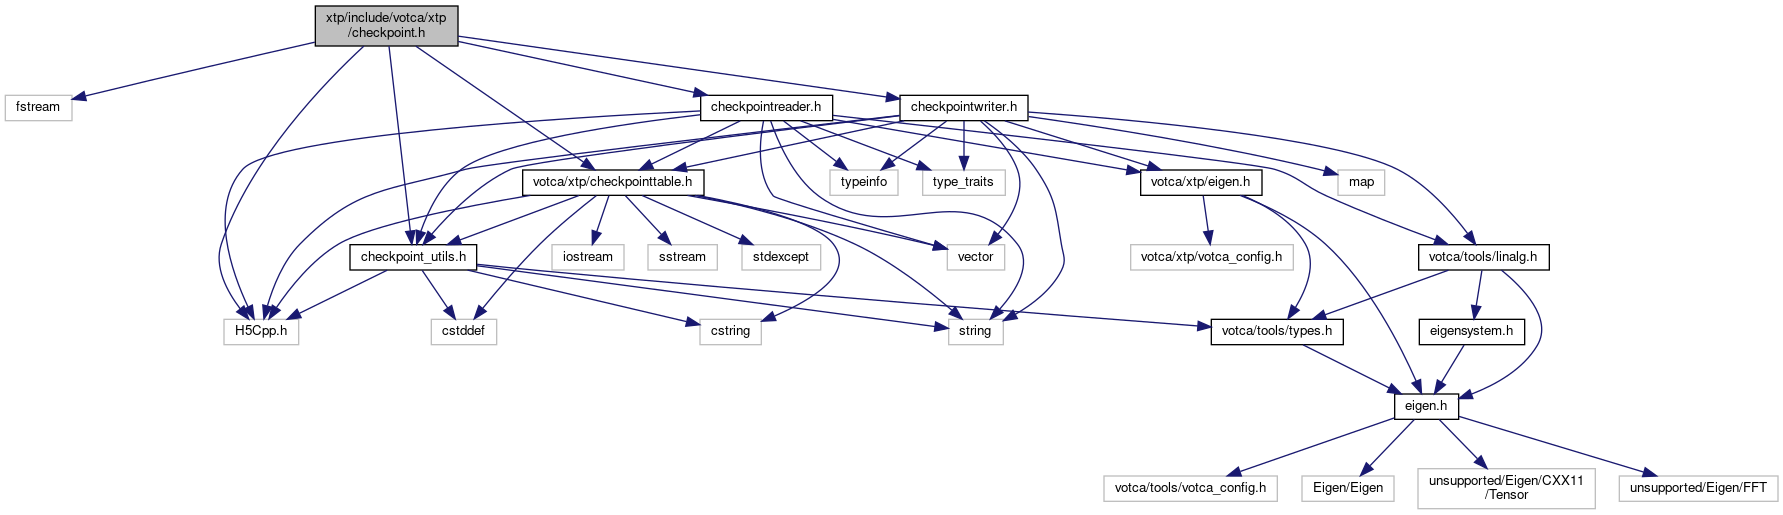 xtp/include/votca/xtp
/checkpoint.h
fstream
checkpointreader.h
checkpointwriter.h
votca/xtp/checkpointtable.h
typeinfo
type_traits
votca/xtp/eigen.h
map
checkpoint_utils.h
iostream
sstream
stdexcept
vector
votca/xtp/votca_config.h
votca/tools/linalg.h
H5Cpp.h
cstddef
cstring
string
votca/tools/types.h
eigensystem.h
eigen.h
votca/tools/votca_config.h
Eigen/Eigen
unsupported/Eigen/CXX11
/Tensor
unsupported/Eigen/FFT